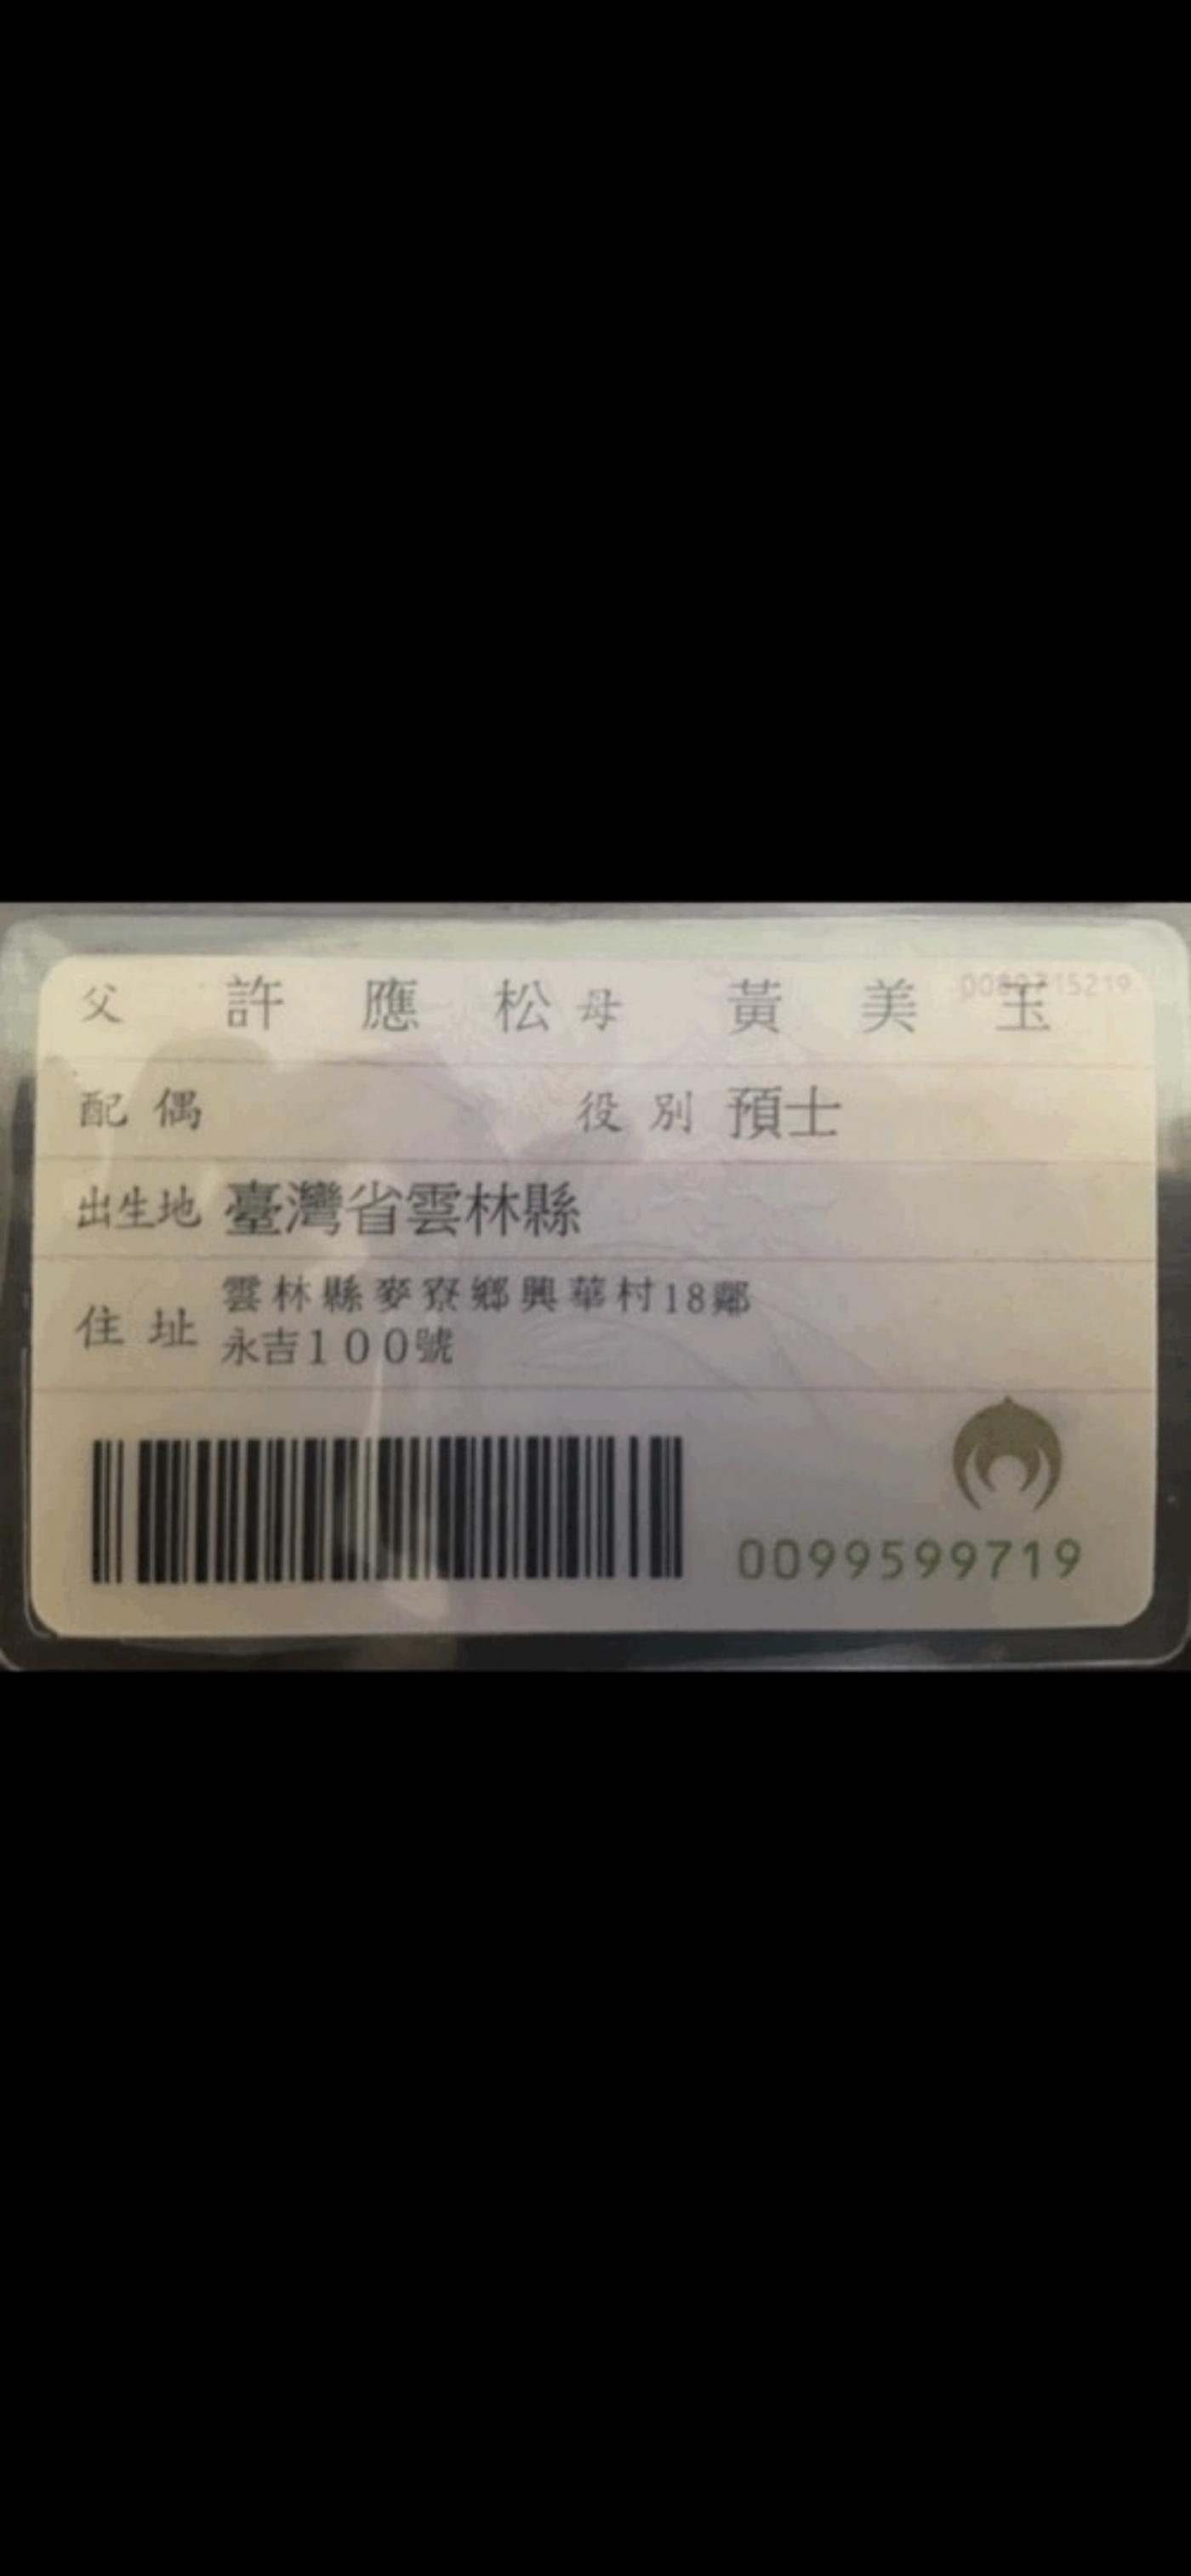 0080715219
父 許應松 母 黃美玉
配偶 役別 預士
出生地 臺灣省雲林縣
住址 雲林縣麥寮鄉興華村18鄰
永吉100號
0099599719